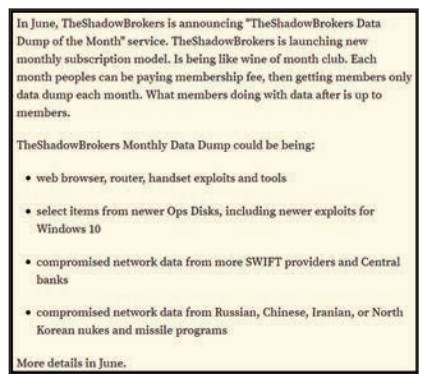 In June, TheShadowBrokers is announcing "TheShadowBrokers Data
Dump of the Month" service. TheShadowBrokers is launching new
monthly subscription model. Is being like wine of month club. Each
month peoples can be paying membership fee, then getting members only
data dump each month. What members doing with data after is up to
members.
TheShadowBrokers Monthly Data Dump could be being:
• web browser, router, handset exploits and tools
• select items from newer Ops Disks, including newer exploits for
Windows 10
• compromised network data from more SWIFT providers and Central
banks
• compromised network data from Russian, Chinese, Iranian, or North
Korean nukes and missile programs
More details in June.